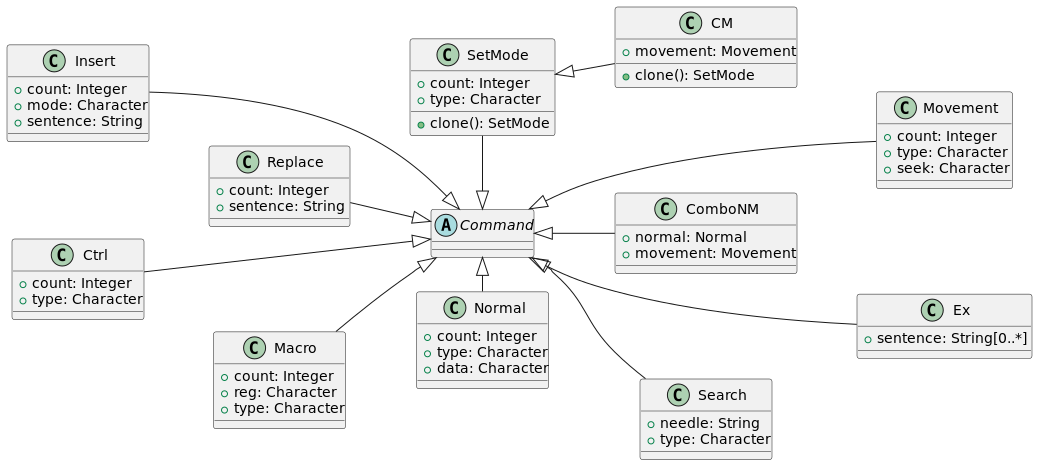 C CM
movement: Movement
clone(): SetMode
C SetMode
count: Integer
type: Character
clone(): SetMode
C Insert
count: Integer
mode: Character
sentence: String
C Movement
count: Integer
type: Character
seek: Character
C Replace
count: Integer
sentence: String
A Command
C ComboNM
normal: Normal
movement: Movement
C Ctrl
count: Integer
type: Character
C Normal
count: Integer
type: Character
data: Character
C Ex
sentence: String[0..*]
C Macro
count: Integer
reg: Character
type: Character
C Search
needle: String
type: Character